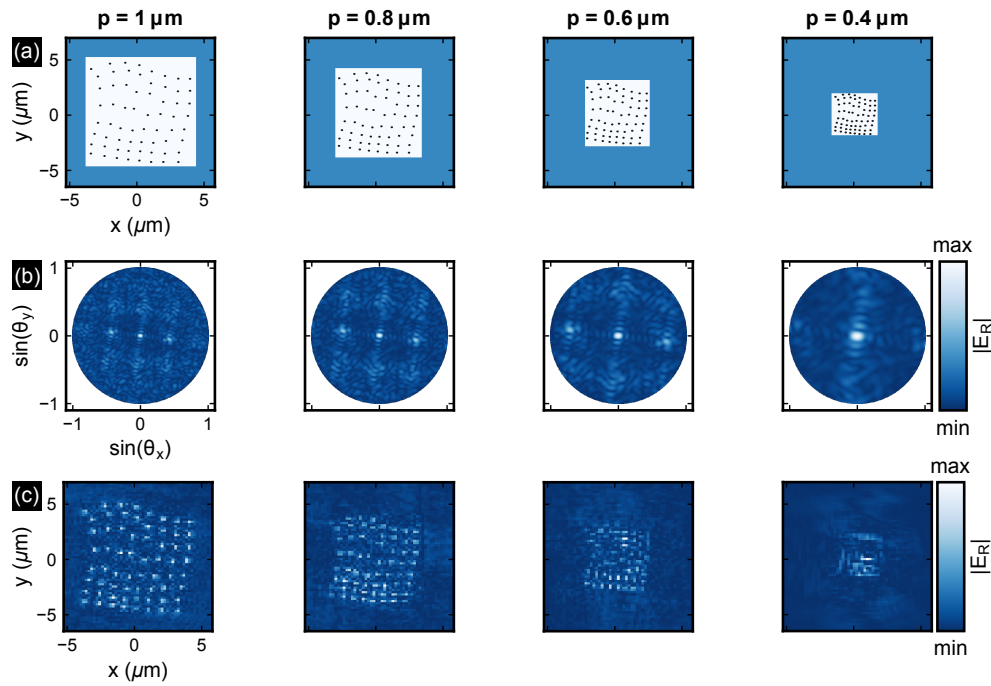 p = 1 µm p = 0.8 µm p = 0.6 µm p = 0.4 µm
(a)
5
0
−5
y (µm)
−5 0 5
x (µm)
(b)
1
0
−1
sin(θy)
−1 0 1
sin(θx)
max
|ER|
min
(c)
5
0
−5
y (µm)
−5 0 5
x (µm)
max
|ER|
min